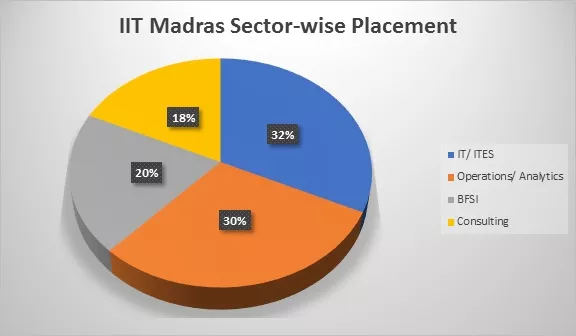 IIT Madras Sector-wise Placement
18%
32%
20%
30%
IT/ ITES
Operations/ Analytics
BFSI
Consulting